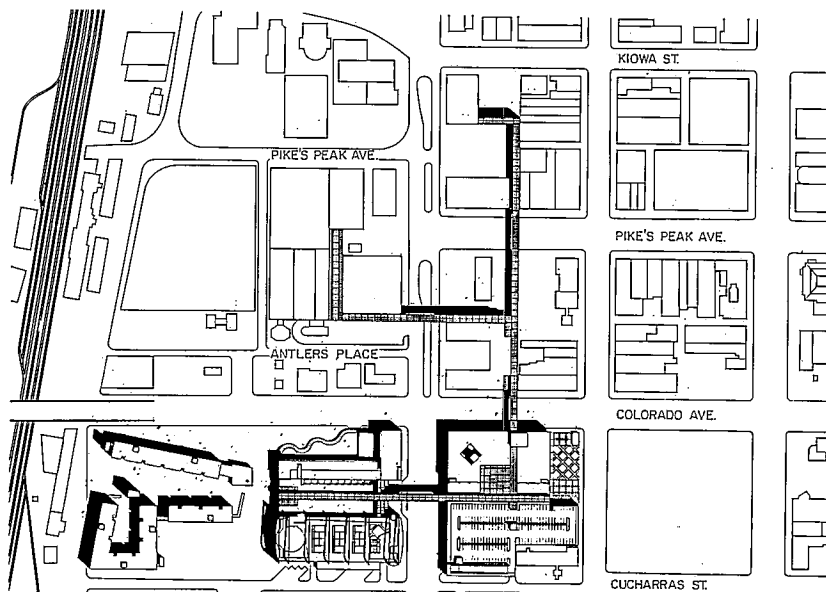 KIOWA ST.
PIKE'S PEAK AVE.
PIKE'S PEAK AVE.
ANTLERS PLACE
COLORADO AVE.
CUCHARRAS ST.